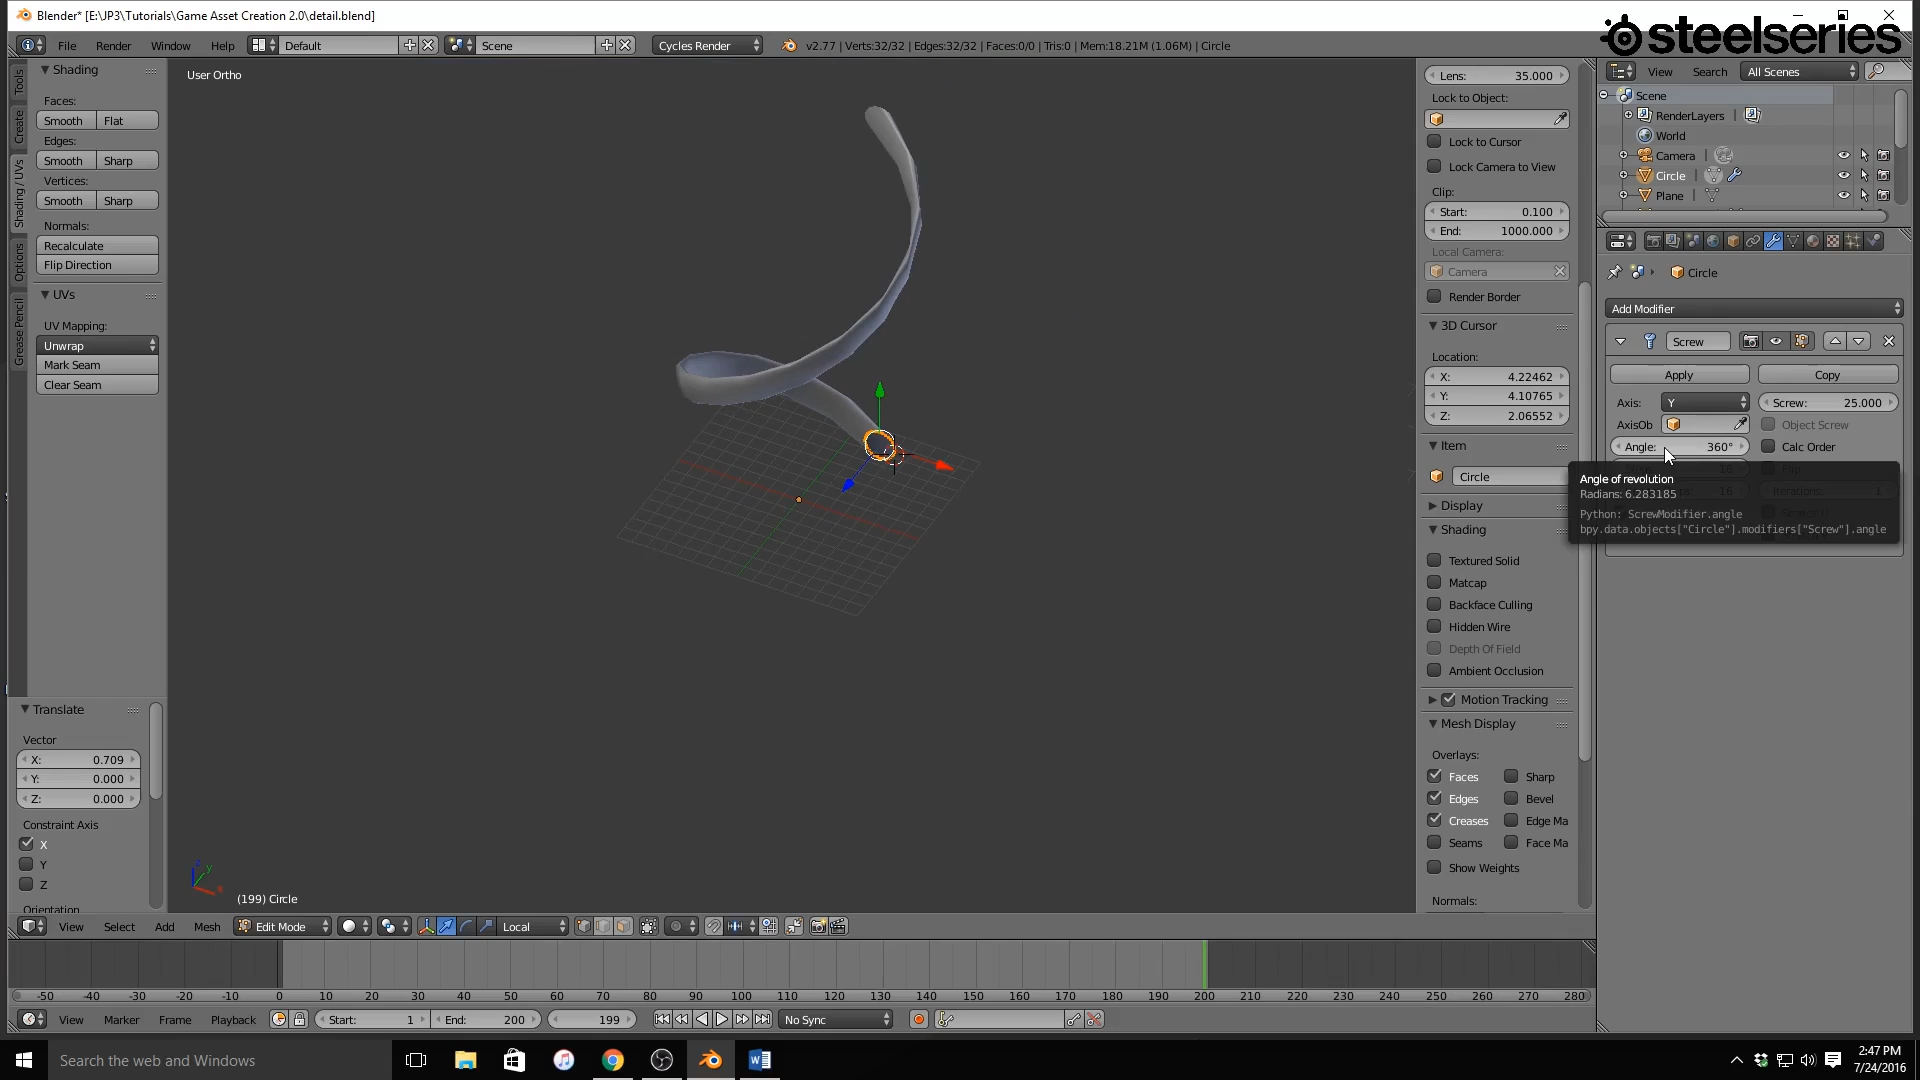 Blender* [E:\JP3\Tutorials\Game Asset Creation 2.0\detail.blend]
steelseries
File Render Window Help Default Scene Cycles Render v2.77 | Verts:32/32 | Edges:32/32 | Faces:0/0 | Tris:0 | Mem:18.21M (1.06M) | Circle
Tools
Create
Shading / UVs
Options
Grease Pencil
Shading
Faces:
Smooth Flat
Edges:
Smooth Sharp
Vertices:
Smooth Sharp
Normals:
Recalculate
Flip Direction
UVs
UV Mapping:
Unwrap
Mark Seam
Clear Seam
Translate
Vector
X: 0.709
Y: 0.000
Z: 0.000
Constraint Axis
X
Y
Z
Orientation
User Ortho
(199) Circle
Lens: 35.000
Lock to Object:
Lock to Cursor
Lock Camera to View
Clip:
Start: 0.100
End: 1000.000
Local Camera:
Camera
Render Border
3D Cursor
Location:
X: 4.22462
Y: 4.10765
Z: 2.06552
Item
Circle
Display
Shading
Textured Solid
Matcap
Backface Culling
Hidden Wire
Depth Of Field
Ambient Occlusion
Motion Tracking
Mesh Display
Overlays:
Faces Sharp
Edges Bevel
Creases Edge Ma
Seams Face Ma
Show Weights
Normals:
View Search All Scenes
Scene
RenderLayers
World
Camera
Circle
Plane
Circle
Add Modifier
Screw
Apply Copy
Axis: Y Screw: 25.000
AxisOb Object Screw
Angle: 360° Calc Order
Angle of revolution
Radians: 6.283185
Python: ScrewModifier.angle
bpy.data.objects["Circle"].modifiers["Screw"].angle
View Select Add Mesh Edit Mode Local
-50 -40 -30 -20 -10 0 10 20 30 40 50 60 70 80 90 100 110 120 130 140 150 160 170 180 190 200 210 220 230 240 250 260 270 280
View Marker Frame Playback Start: 1 End: 200 199 No Sync
Search the web and Windows
2:47 PM
7/24/2016